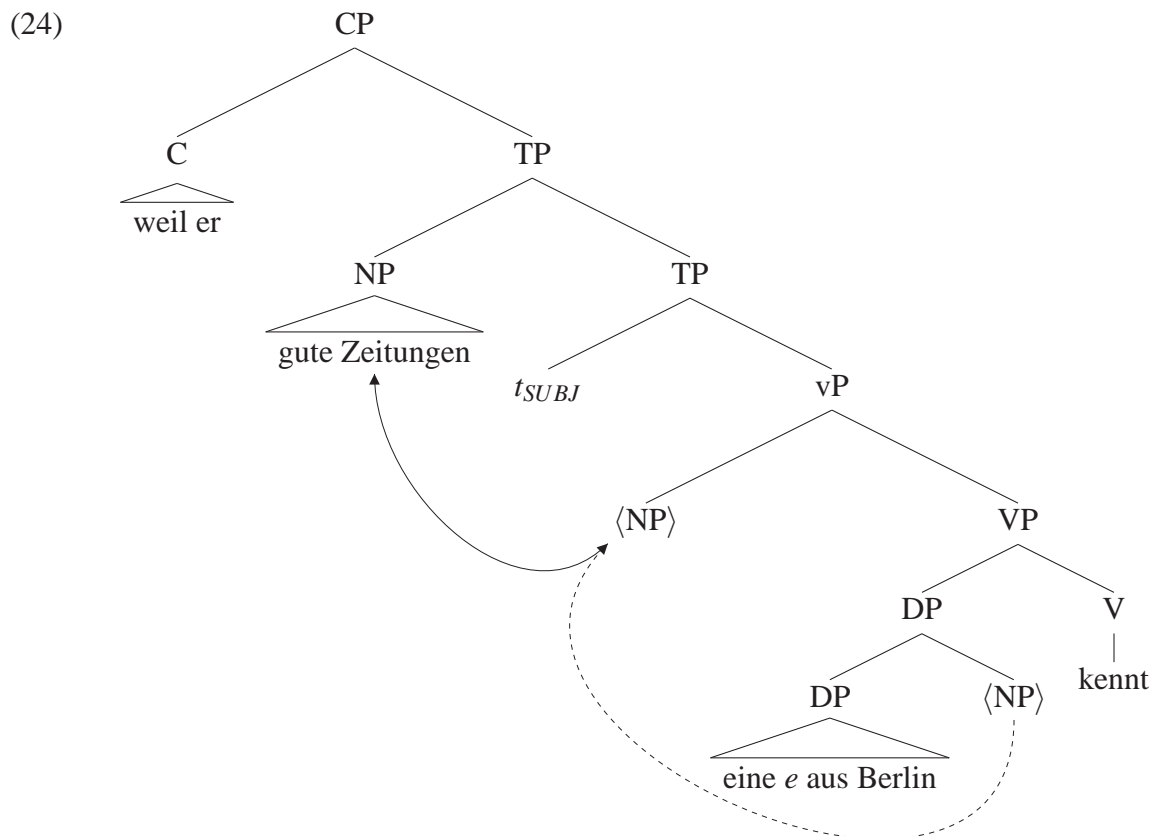 (24)
CP
C
TP
weil er
NP
TP
gute Zeitungen
t_SUBJ
vP
⟨NP⟩
VP
DP
V
kennt
DP
⟨NP⟩
eine e aus Berlin